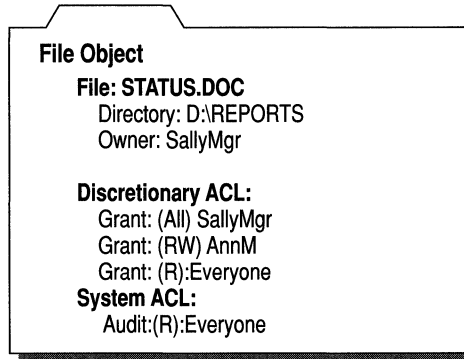 File Object
File: STATUS.DOC
Directory: D:\REPORTS
Owner: SallyMgr
Discretionary ACL:
Grant: (All) SallyMgr
Grant: (RW) AnnM
Grant: (R):Everyone
System ACL:
Audit:(R):Everyone